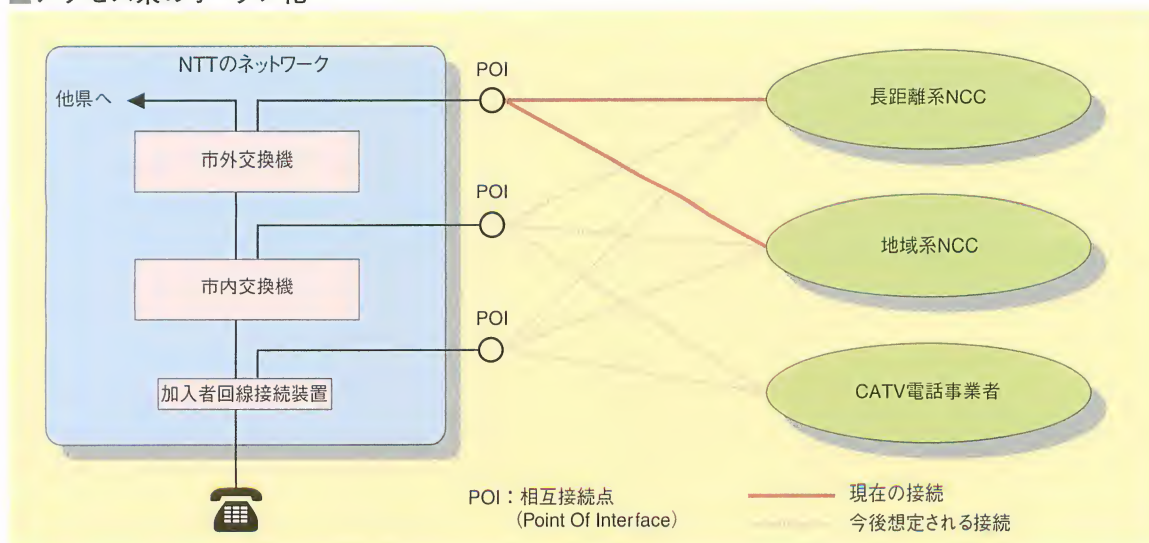 NTTのネットワーク
他県へ
市外交換機
市内交換機
加入者回線接続装置
POI
POI
POI
長距離系NCC
地域系NCC
CATV電話事業者
POI：相互接続点
(Point Of Interface)
現在の接続
今後想定される接続